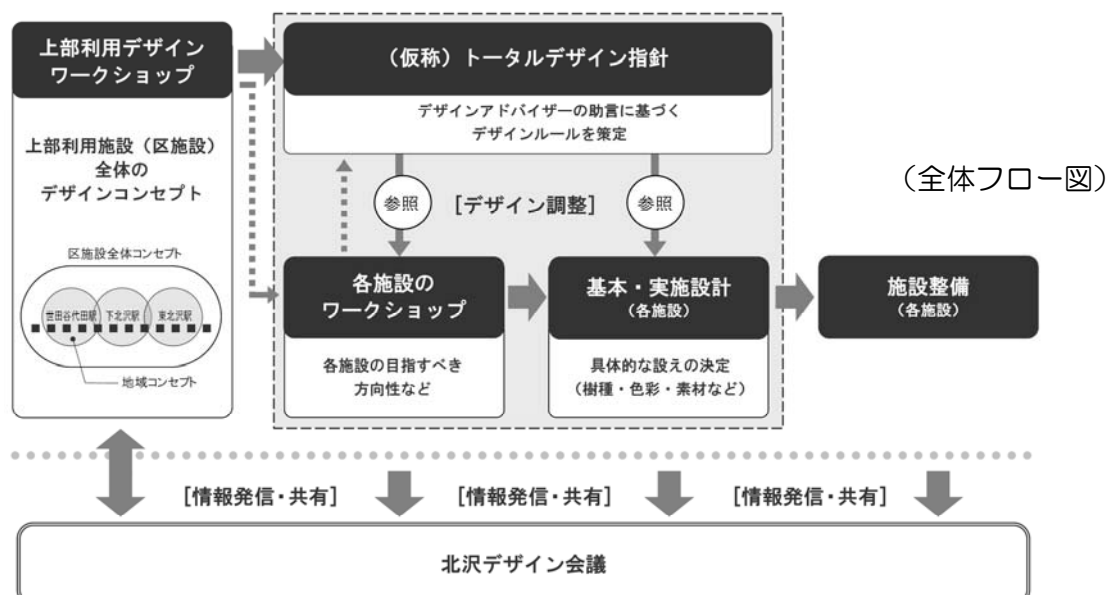 上部利用デザイン
ワークショップ
上部利用施設（区施設）
全体の
デザインコンセプト
区施設全体コンセプト
世田谷代田駅
下北沢駅
東北沢駅
地域コンセプト
（仮称）トータルデザイン指針
デザインアドバイザーの助言に基づく
デザインルールを策定
参照
［デザイン調整］
参照
（全体フロー図）
各施設の
ワークショップ
各施設の目指すべき
方向性など
基本・実施設計
（各施設）
具体的な設えの決定
（樹種・色彩・素材など）
施設整備
（各施設）
［情報発信・共有］
［情報発信・共有］
［情報発信・共有］
北沢デザイン会議